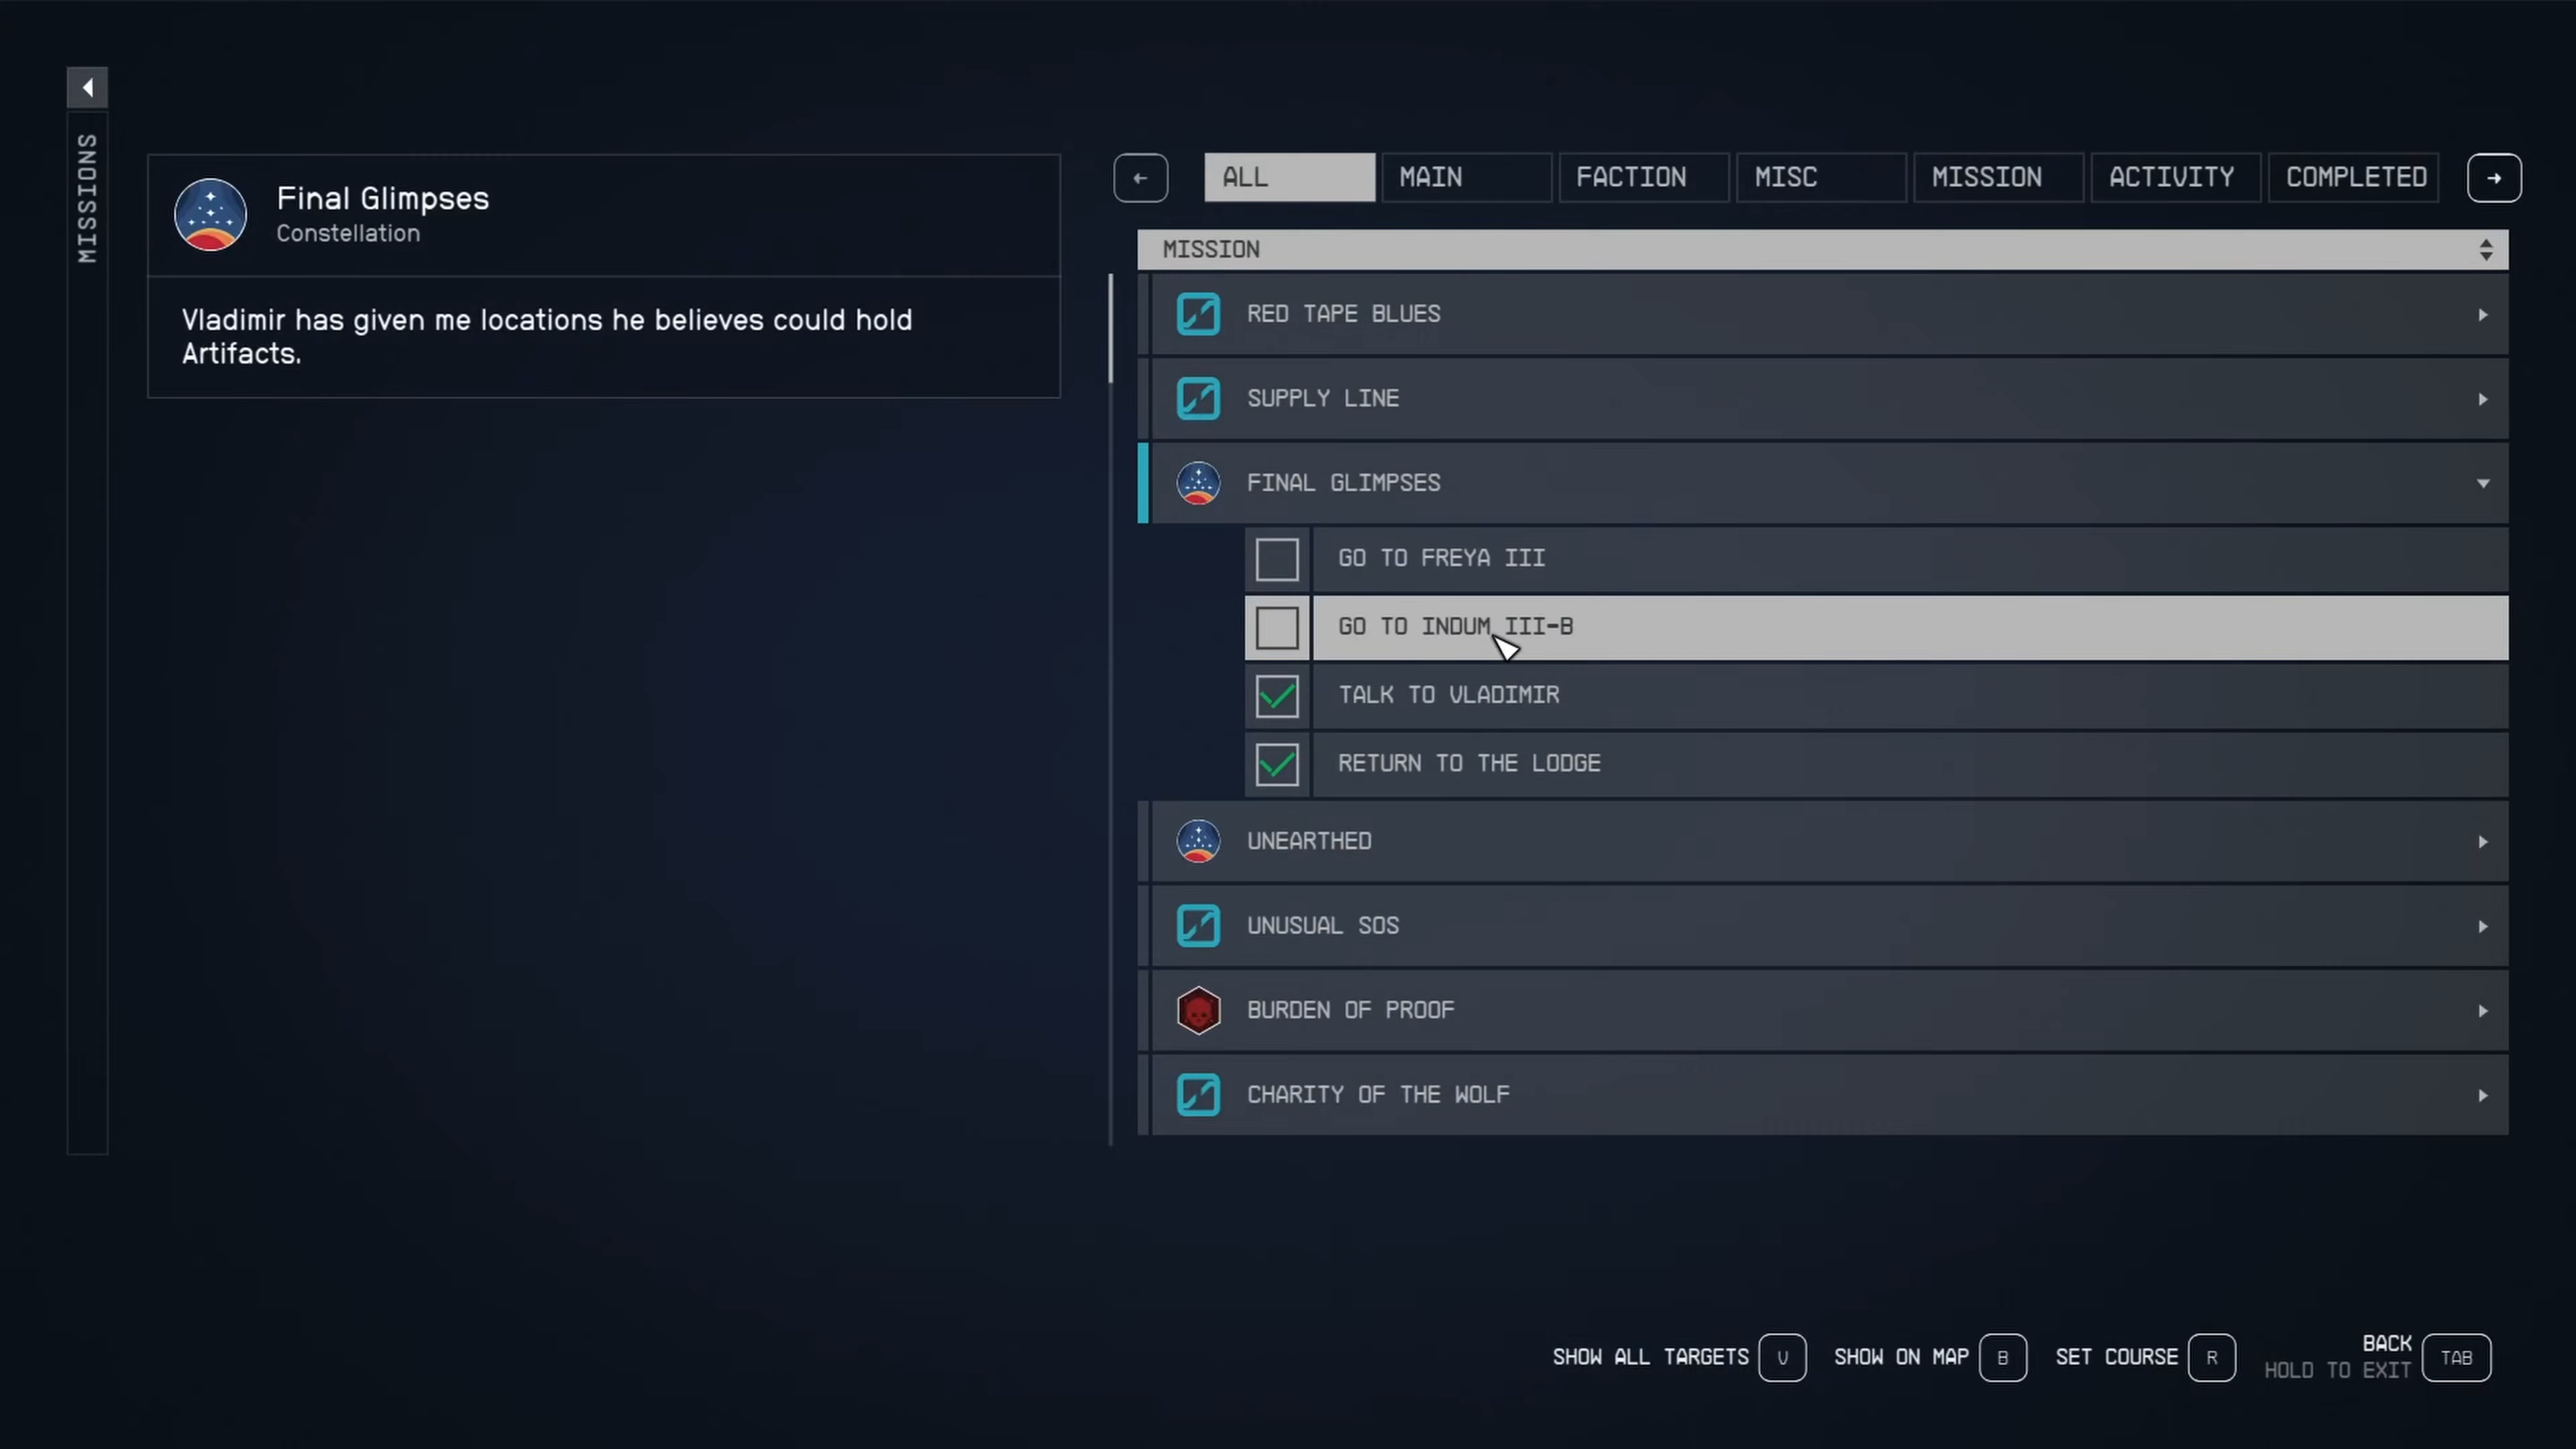 MISSIONS
Final Glimpses
Constellation
Vladimir has given me locations he believes could hold
Artifacts.
ALL
MAIN
FACTION
MISC
MISSION
ACTIVITY
COMPLETED
MISSION
RED TAPE BLUES
SUPPLY LINE
FINAL GLIMPSES
GO TO FREYA III
GO TO INDUM III-B
TALK TO VLADIMIR
RETURN TO THE LODGE
UNEARTHED
UNUSUAL SOS
BURDEN OF PROOF
CHARITY OF THE WOLF
SHOW ALL TARGETS V
SHOW ON MAP B
SET COURSE R
BACK
HOLD TO EXIT
TAB